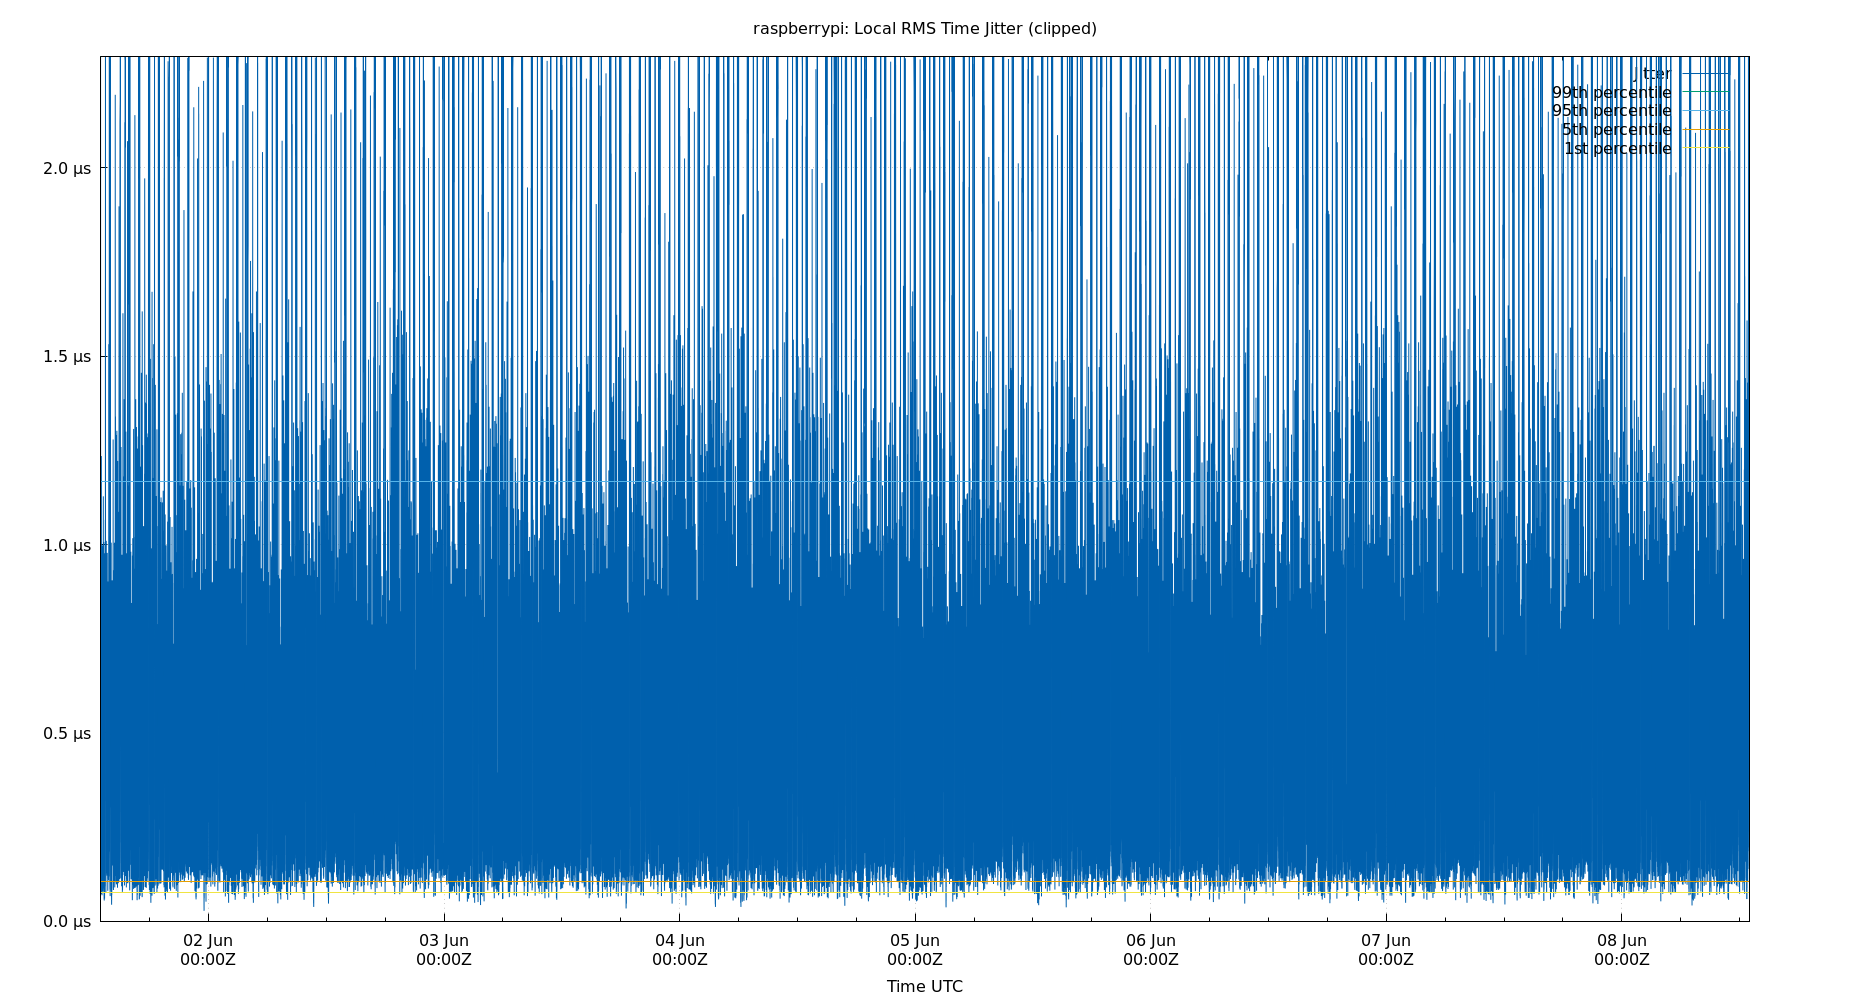 raspberrypi: Local RMS Time Jitter (clipped)
jitter
99th percentile
95th percentile
5th percentile
1st percentile
2.0 µs
1.5 µs
1.0 µs
0.5 µs
0.0 µs
02 Jun 03 Jun 04 Jun 05 Jun 06 Jun 07 Jun 08 Jun
00:00Z 00:00Z 00:00Z 00:00Z 00:00Z 00:00Z 00:00Z
Time UTC